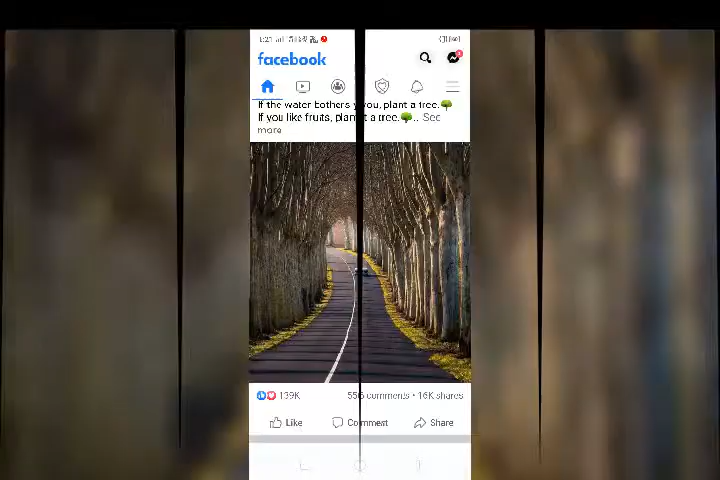 facebook
If the water bothers you, plant a tree.🌳
If you like fruits, plant a tree.🌳... See
more
139K
556 comments • 16K shares
Like
Comment
Share